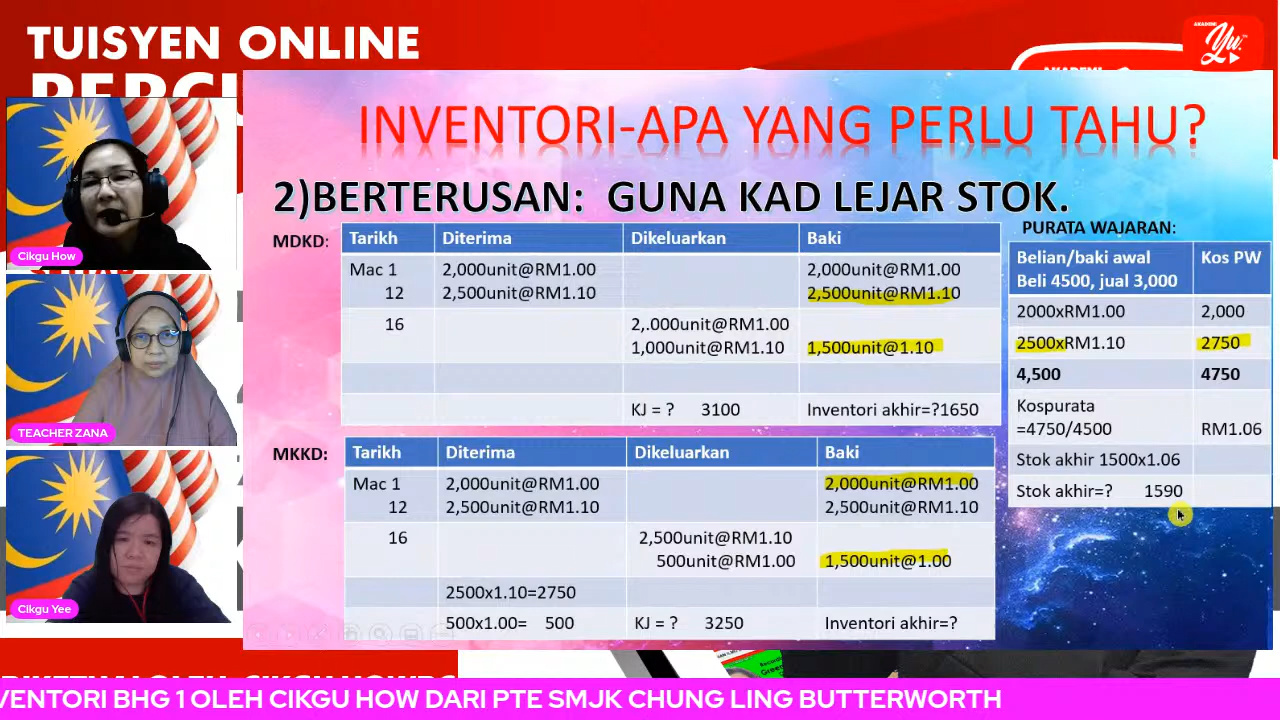 TUISYEN ONLINE
AKADEMI
Yu
INVENTORI-APA YANG PERLU TAHU?
2)BERTERUSAN: GUNA KAD LEJAR STOK.
MDKD:
Tarikh Diterima Dikeluarkan Baki
Mac 1 2,000unit@RM1.00 2,000unit@RM1.00
12 2,500unit@RM1.10 2,500unit@RM1.10
16 2,.000unit@RM1.00
1,000unit@RM1.10 1,500unit@1.10
KJ = ? 3100 Inventori akhir=?1650
MKKD:
Tarikh Diterima Dikeluarkan Baki
Mac 1 2,000unit@RM1.00 2,000unit@RM1.00
12 2,500unit@RM1.10 2,500unit@RM1.10
16 2,500unit@RM1.10
500unit@RM1.00 1,500unit@1.00
2500x1.10=2750
500x1.00= 500 KJ = ? 3250 Inventori akhir=?
PURATA WAJARAN:
Belian/baki awal Kos PW
Beli 4500, jual 3,000
2000xRM1.00 2,000
2500xRM1.10 2750
4,500 4750
Kospurata
=4750/4500 RM1.06
Stok akhir 1500x1.06
Stok akhir=? 1590
Cikgu How
TEACHER ZANA
Cikgu Yee
VENTORI BHG 1 OLEH CIKGU HOW DARI PTE SMJK CHUNG LING BUTTERWORTH